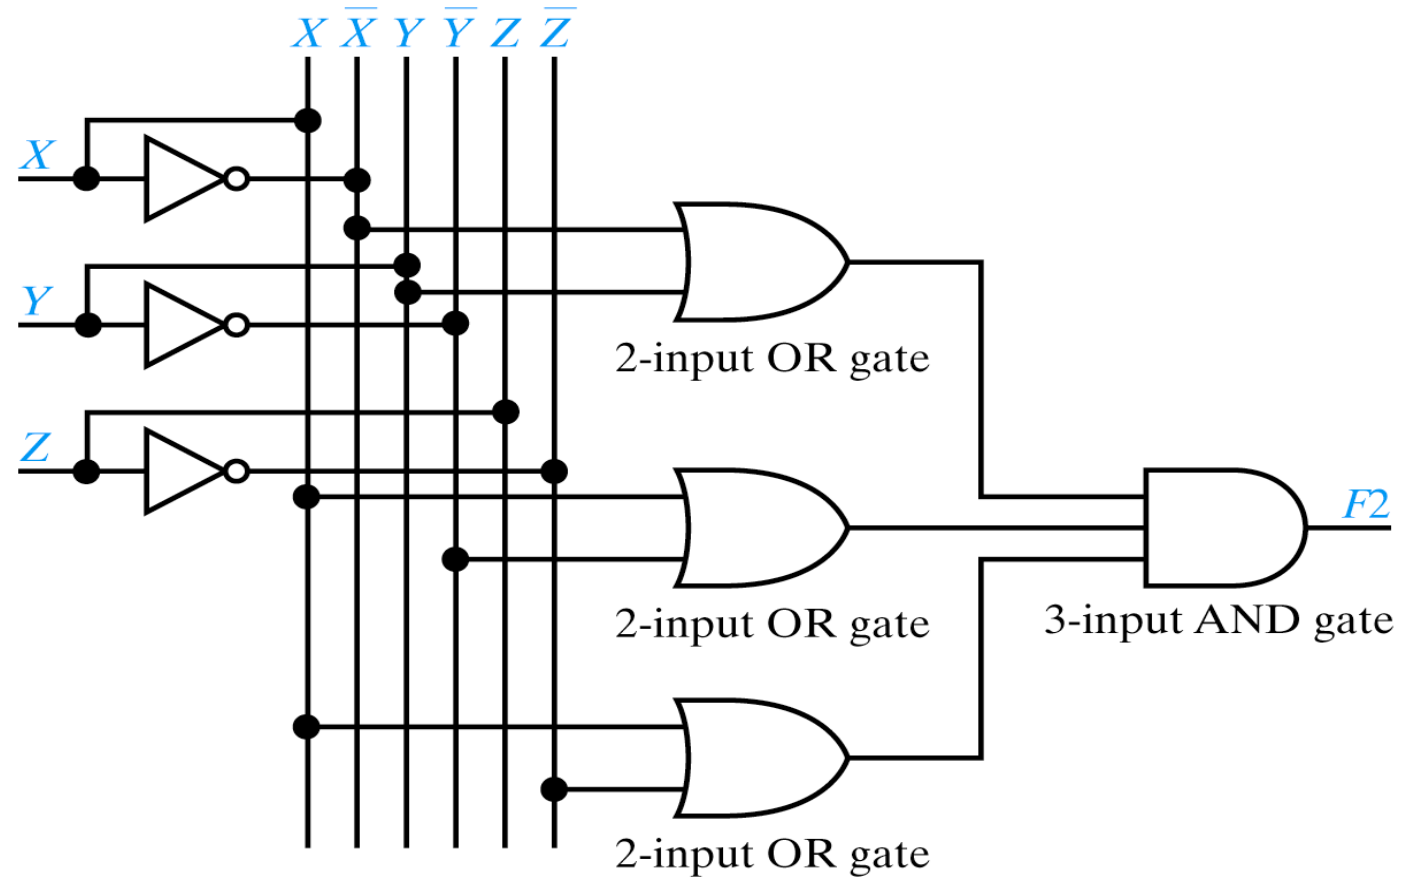 X X̅ Y Y̅ Z Z̅
X
Y
2-input OR gate
Z
F2
2-input OR gate
3-input AND gate
2-input OR gate